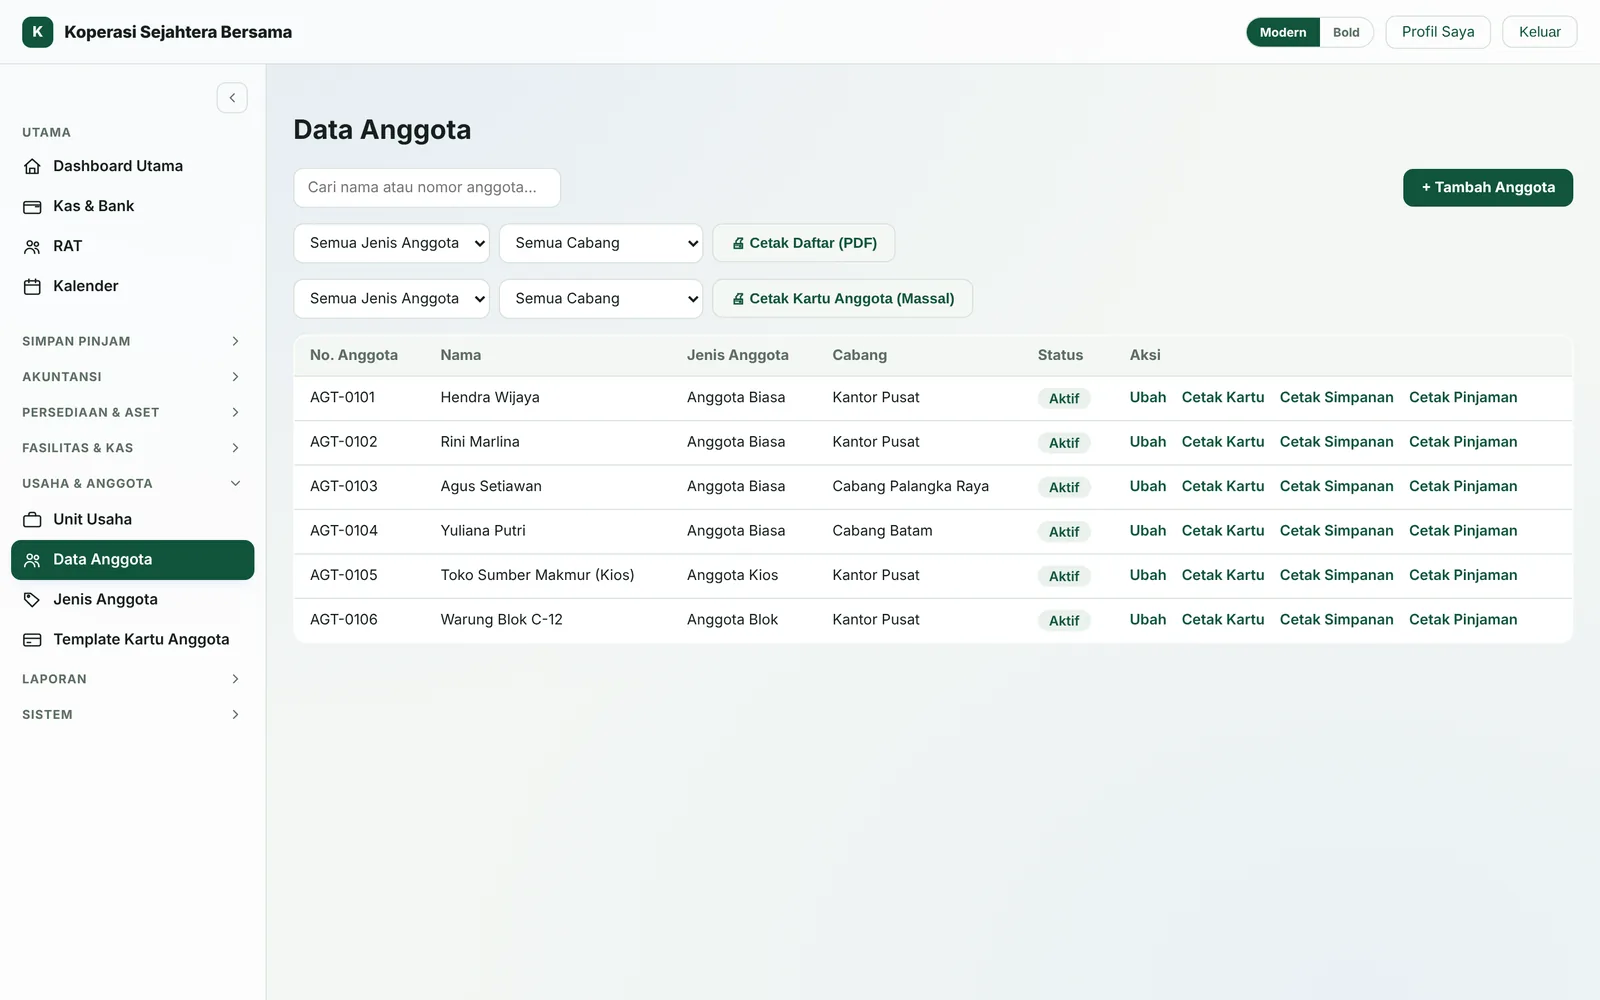 K Koperasi Sejahtera Bersama Modern Bold Profil Saya Keluar
UTAMA
Dashboard Utama
Kas & Bank
RAT
Kalender
SIMPAN PINJAM
AKUNTANSI
PERSEDIAAN & ASET
FASILITAS & KAS
USAHA & ANGGOTA
Unit Usaha
Data Anggota
Jenis Anggota
Template Kartu Anggota
LAPORAN
SISTEM
Data Anggota
Cari nama atau nomor anggota... + Tambah Anggota
Semua Jenis Anggota Semua Cabang Cetak Daftar (PDF)
Semua Jenis Anggota Semua Cabang Cetak Kartu Anggota (Massal)
No. Anggota Nama Jenis Anggota Cabang Status Aksi
AGT-0101 Hendra Wijaya Anggota Biasa Kantor Pusat Aktif Ubah Cetak Kartu Cetak Simpanan Cetak Pinjaman
AGT-0102 Rini Marlina Anggota Biasa Kantor Pusat Aktif Ubah Cetak Kartu Cetak Simpanan Cetak Pinjaman
AGT-0103 Agus Setiawan Anggota Biasa Cabang Palangka Raya Aktif Ubah Cetak Kartu Cetak Simpanan Cetak Pinjaman
AGT-0104 Yuliana Putri Anggota Biasa Cabang Batam Aktif Ubah Cetak Kartu Cetak Simpanan Cetak Pinjaman
AGT-0105 Toko Sumber Makmur (Kios) Anggota Kios Kantor Pusat Aktif Ubah Cetak Kartu Cetak Simpanan Cetak Pinjaman
AGT-0106 Warung Blok C-12 Anggota Blok Kantor Pusat Aktif Ubah Cetak Kartu Cetak Simpanan Cetak Pinjaman